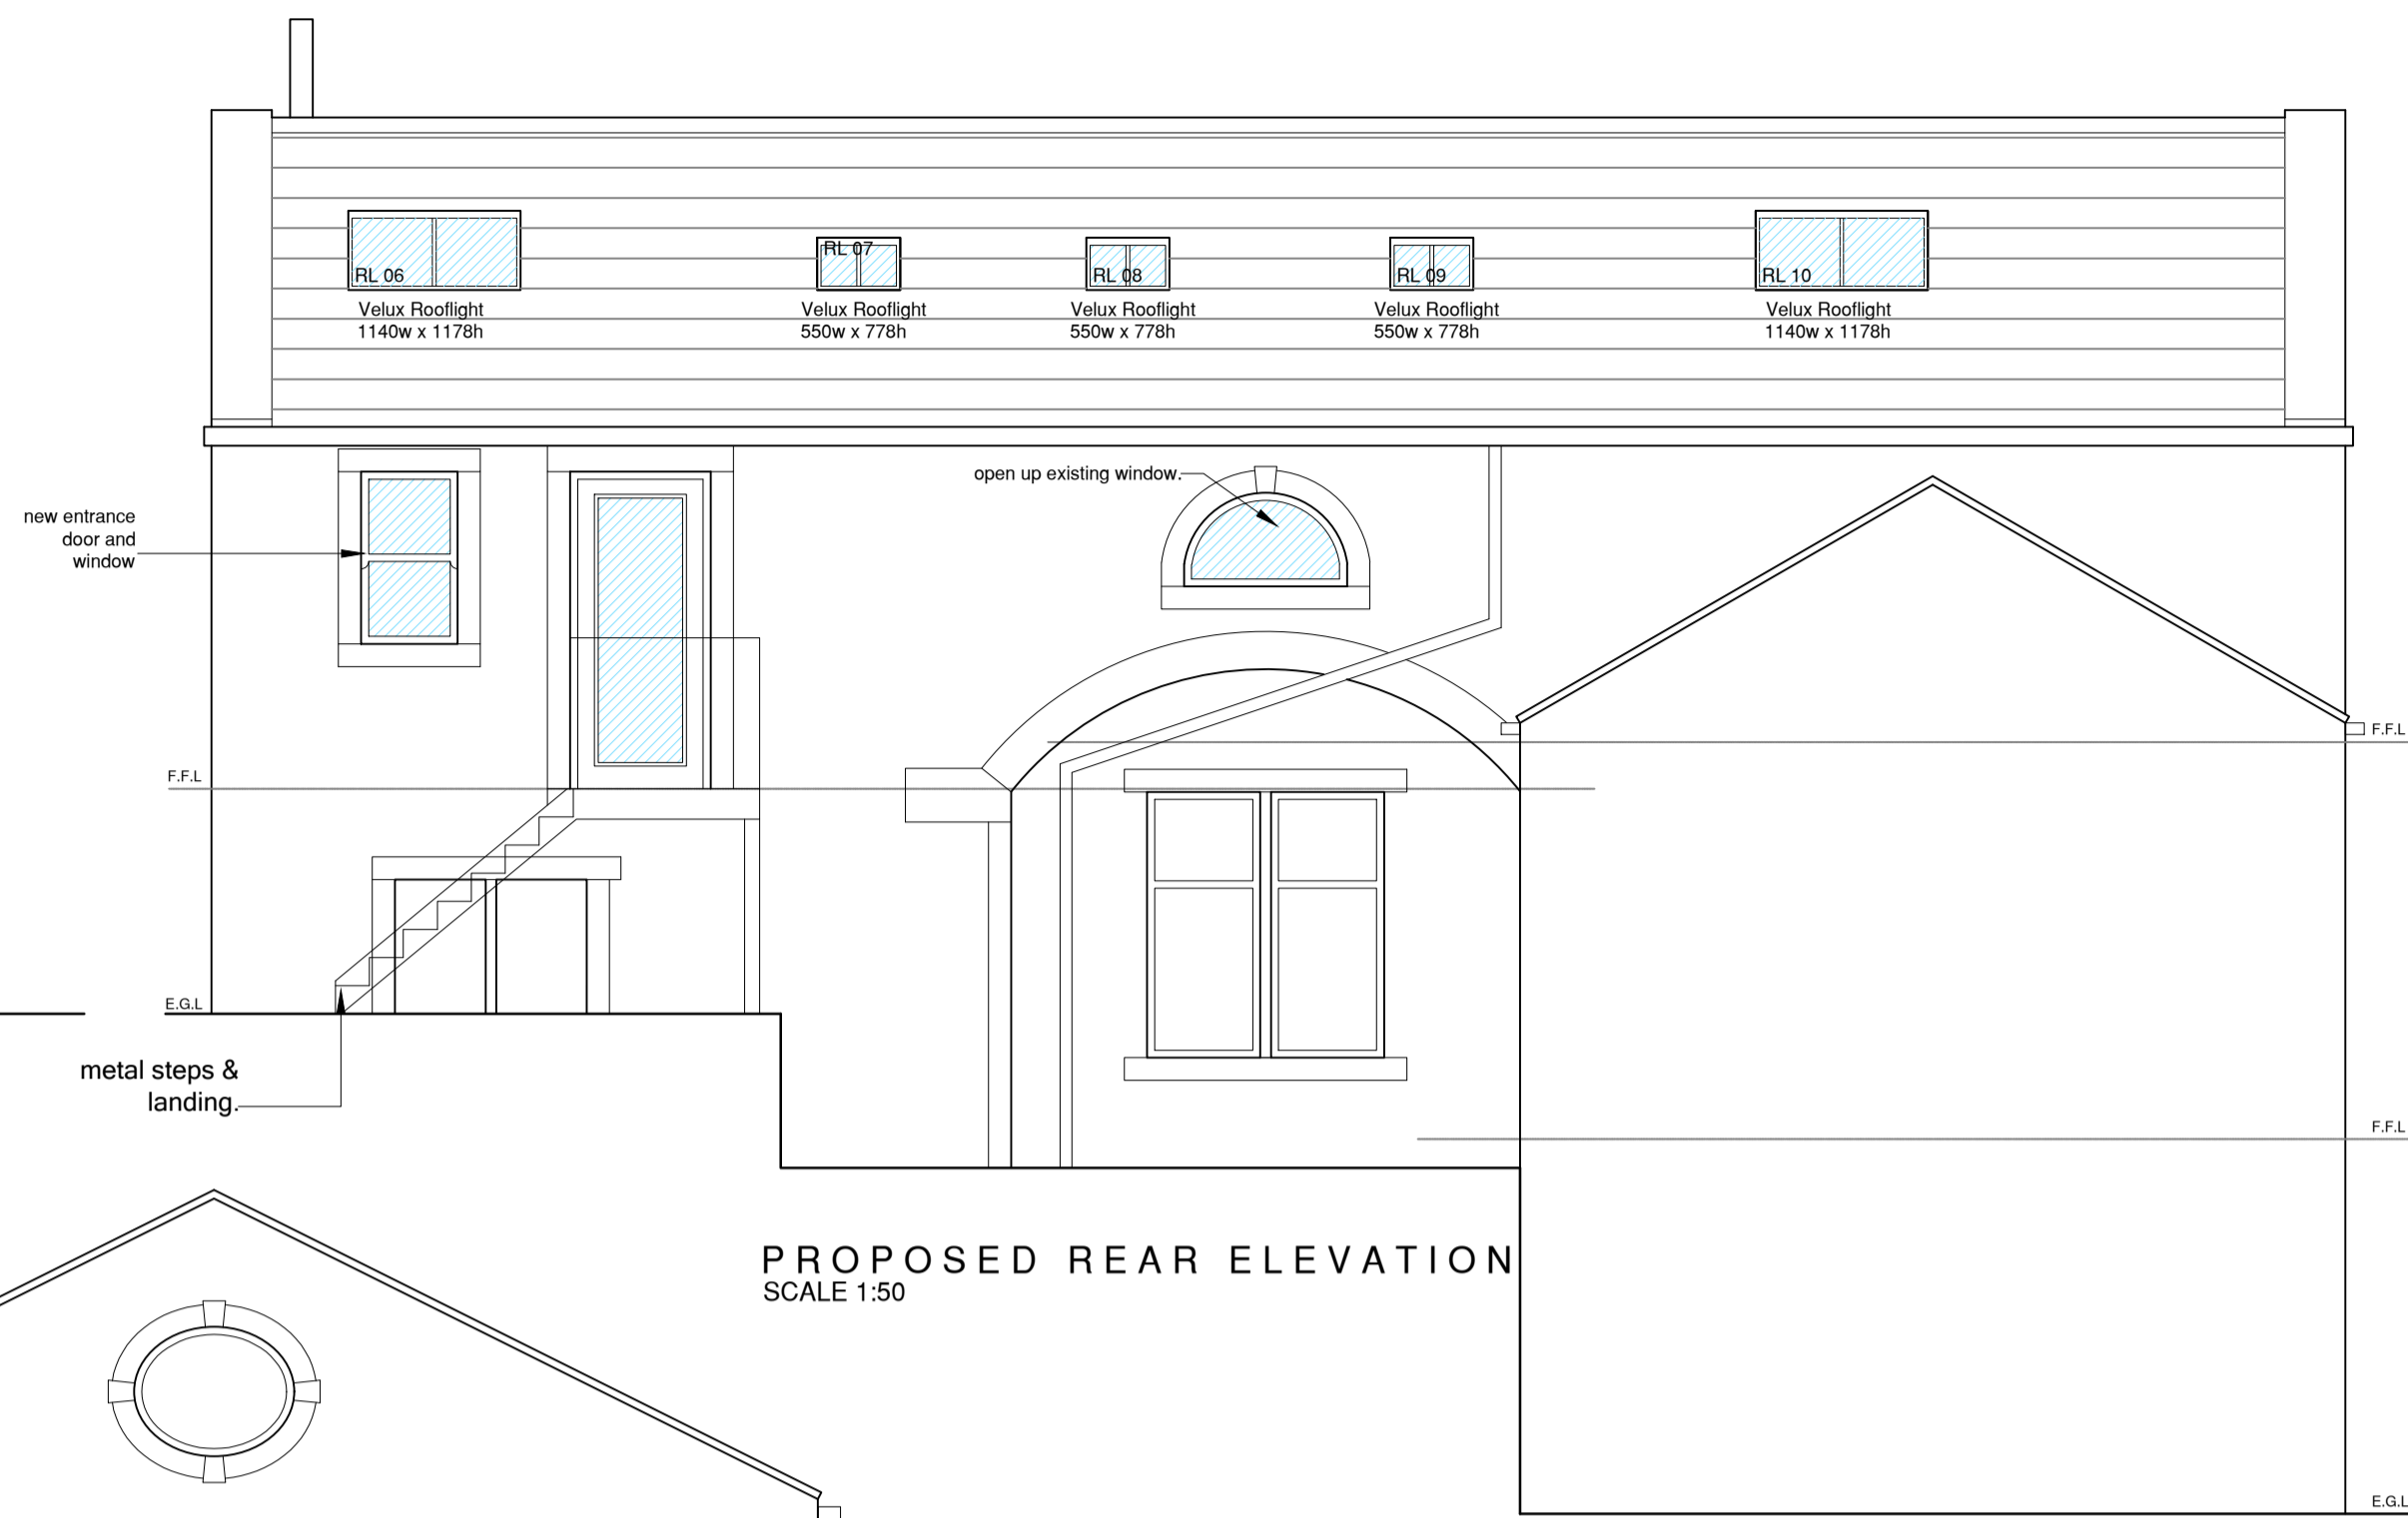 RL 06
RL 07
RL 08
RL 09
RL 10
Velux Rooflight
1140w x 1178h
Velux Rooflight
550w x 778h
Velux Rooflight
550w x 778h
Velux Rooflight
550w x 778h
Velux Rooflight
1140w x 1178h
open up existing window.
new entrance
door and
window
F.F.L
F.F.L
E.G.L
metal steps &
landing.
F.F.L
PROPOSED REAR ELEVATION
SCALE 1:50
E.G.L